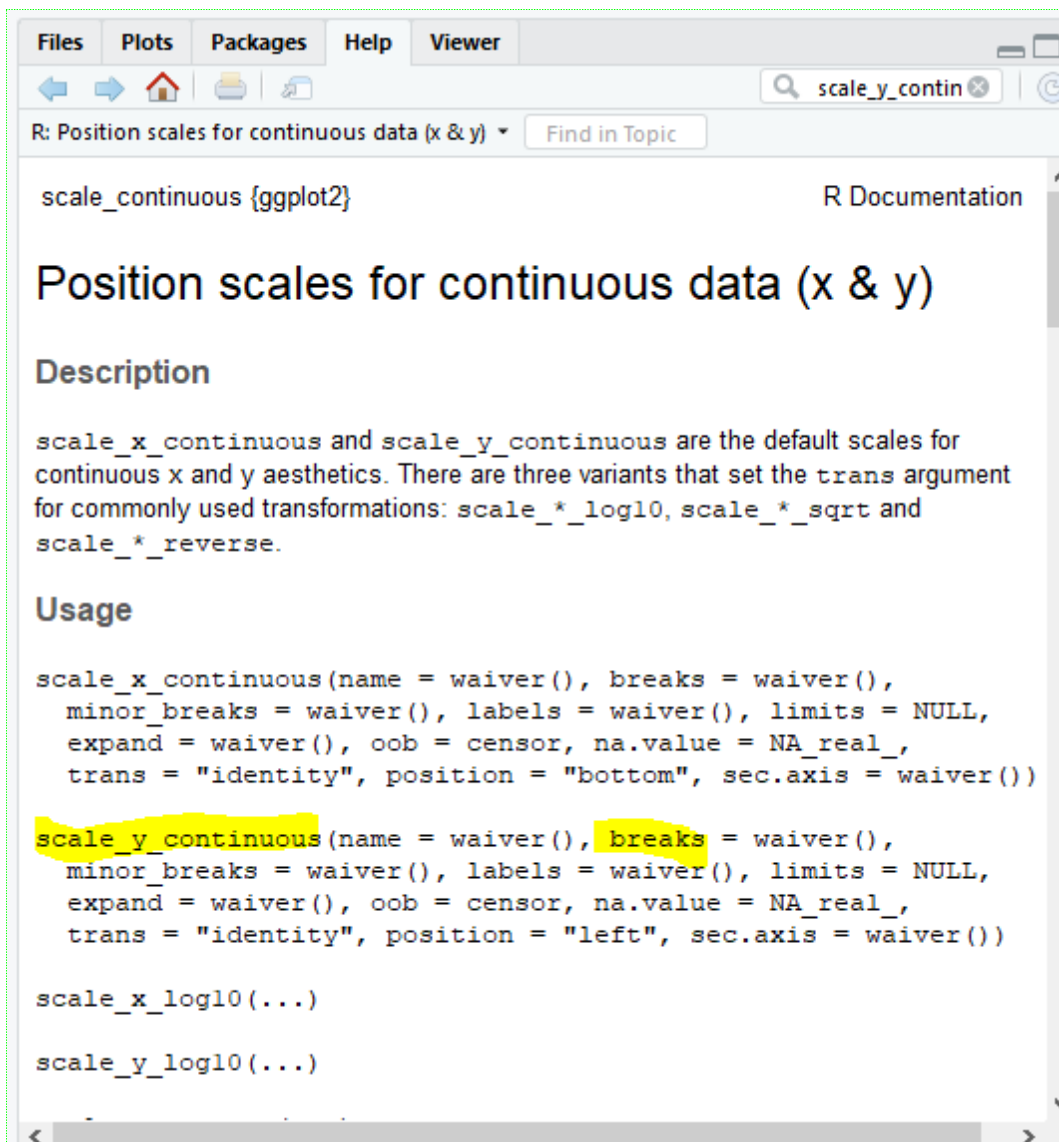 Files Plots Packages Help Viewer
scale_y_contin
R: Position scales for continuous data (x & y) Find in Topic
scale_continuous {ggplot2} R Documentation
Position scales for continuous data (x & y)
Description
scale_x_continuous and scale_y_continuous are the default scales for
continuous x and y aesthetics. There are three variants that set the trans argument
for commonly used transformations: scale_*_log10, scale_*_sqrt and
scale_*_reverse.
Usage
scale_x_continuous(name = waiver(), breaks = waiver(),
minor_breaks = waiver(), labels = waiver(), limits = NULL,
expand = waiver(), oob = censor, na.value = NA_real_,
trans = "identity", position = "bottom", sec.axis = waiver())
scale_y_continuous(name = waiver(), breaks = waiver(),
minor_breaks = waiver(), labels = waiver(), limits = NULL,
expand = waiver(), oob = censor, na.value = NA_real_,
trans = "identity", position = "left", sec.axis = waiver())
scale_x_log10(...)
scale_y_log10(...)